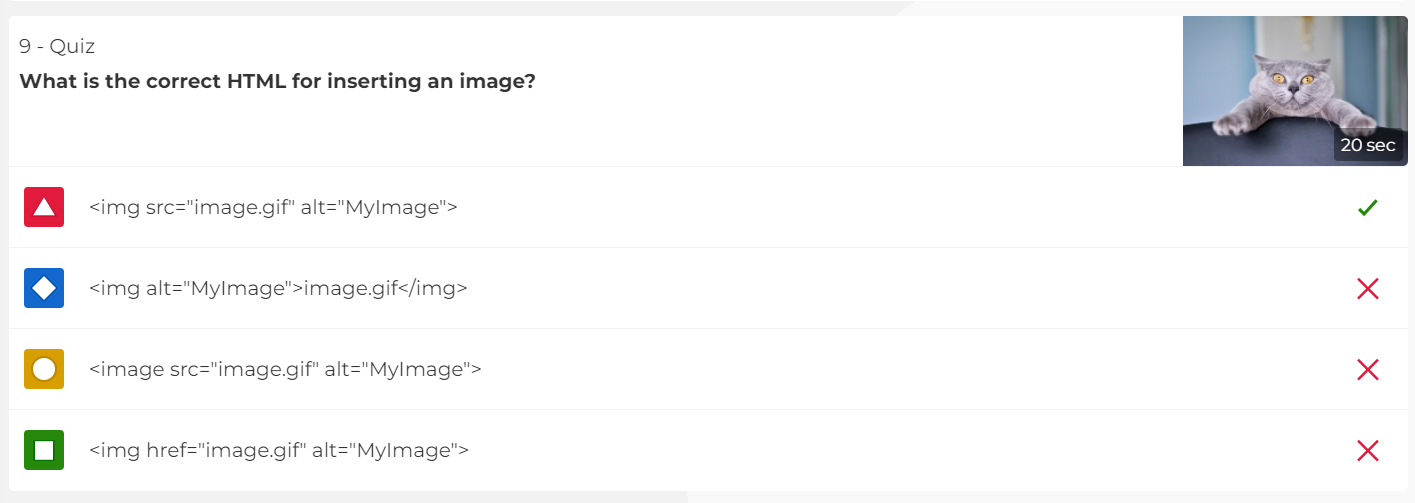 9 - Quiz
What is the correct HTML for inserting an image?
20 sec
<img src="image.gif" alt="MyImage">
<img alt="MyImage">image.gif</img>
<image src="image.gif" alt="MyImage">
<img href="image.gif" alt="MyImage">